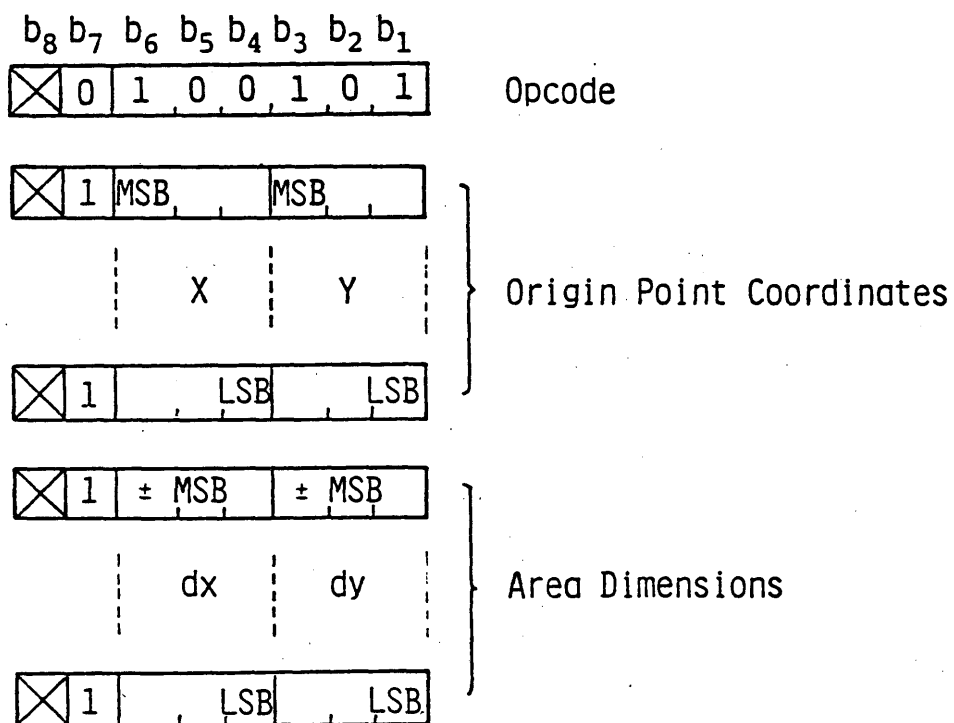 b₈ b₇ b₆ b₅ b₄ b₃ b₂ b₁
0 1 0 0 1 0 1 Opcode
1 MSB MSB
X Y Origin Point Coordinates
1 LSB LSB
1 ± MSB ± MSB
dx dy Area Dimensions
1 LSB LSB